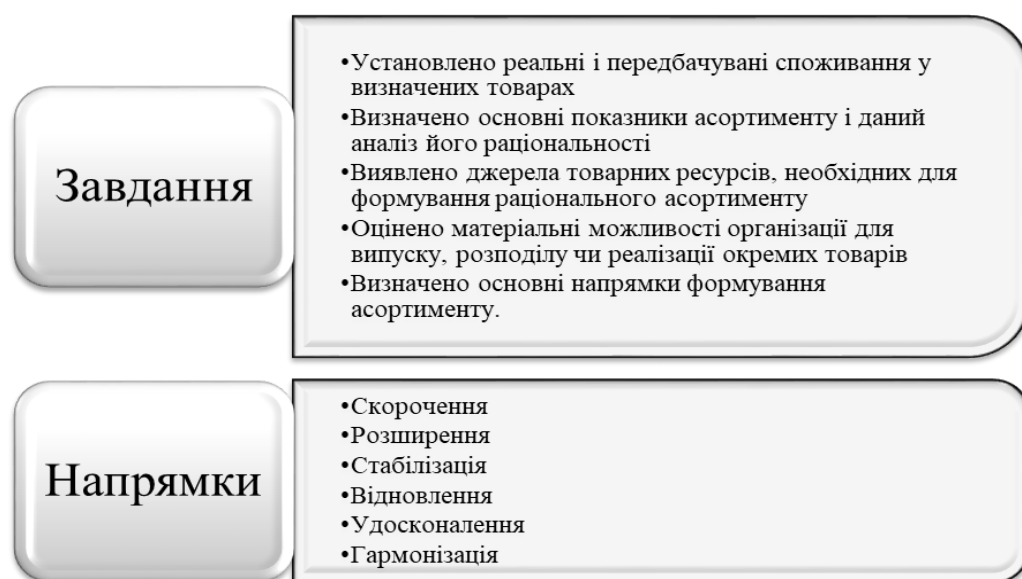 Завдання
•Установлено реальні і передбачувані споживання у
визначених товарах
•Визначено основні показники асортименту і даний
аналіз його раціональності
•Виявлено джерела товарних ресурсів, необхідних для
формування раціонального асортименту
•Оцінено матеріальні можливості організації для
випуску, розподілу чи реалізації окремих товарів
•Визначено основні напрямки формування
асортименту.
Напрямки
•Скорочення
•Розширення
•Стабілізація
•Відновлення
•Удосконалення
•Гармонізація